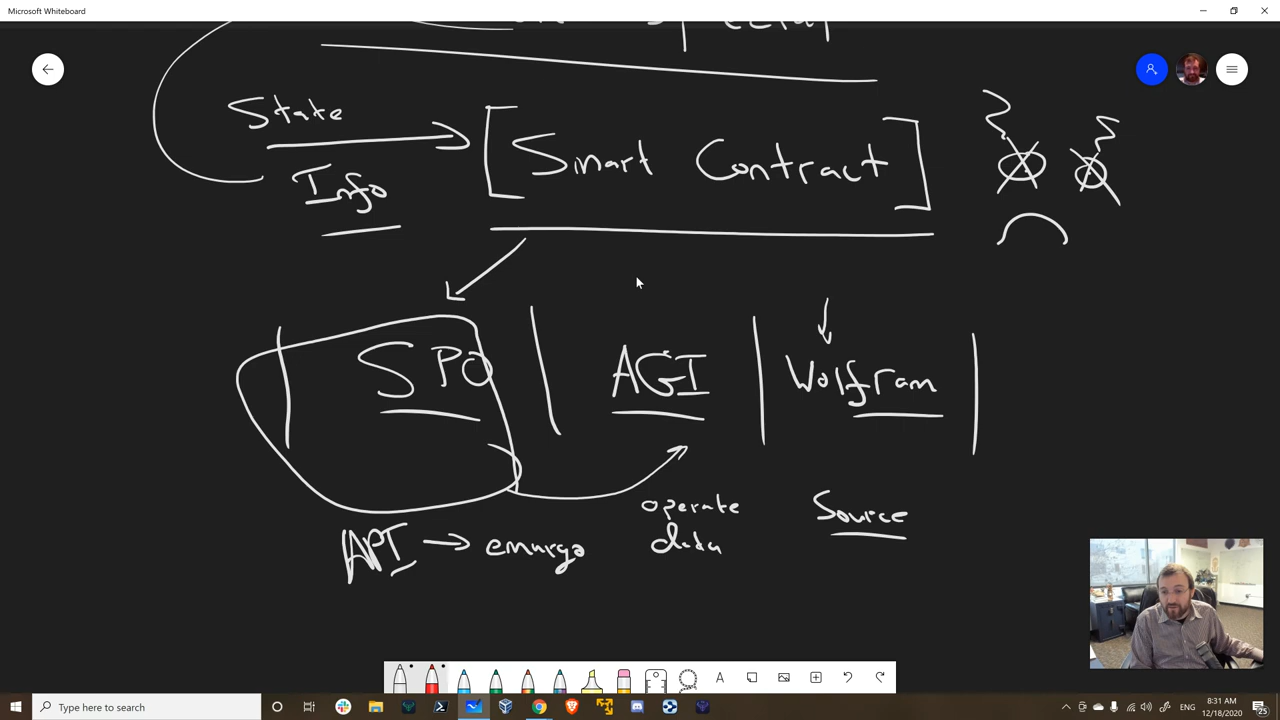 Microsoft Whiteboard
State
Info
[Smart Contract]
SPO | AGI | Wolfram
API → emurgo
operate data
Source
Type here to search
ENG
8:31 AM
12/18/2020